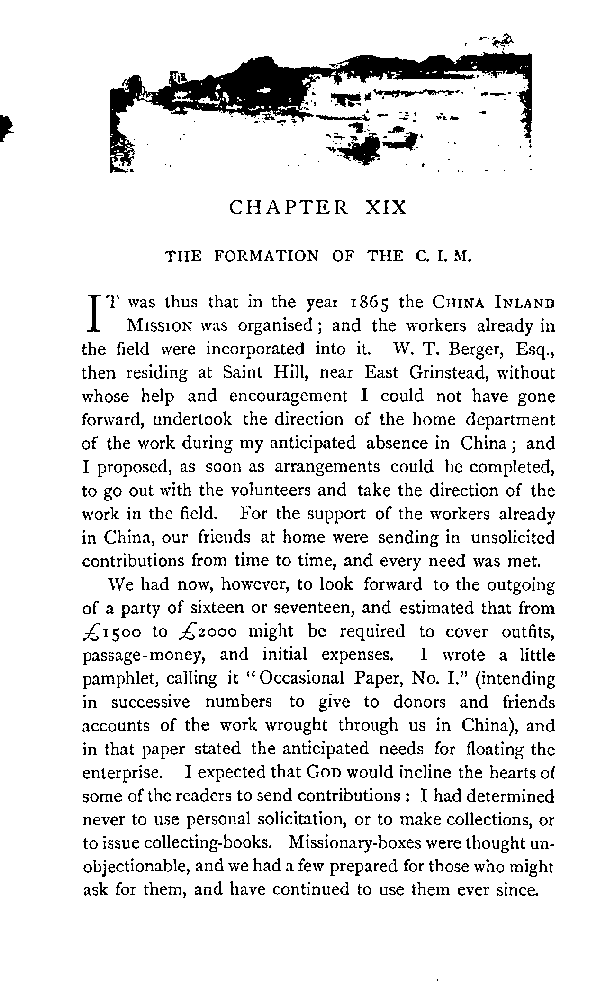 CHAPTER XIX
THE FORMATION OF THE C. I. M.
IT was thus that in the year 1865 the CHINA INLAND
MISSION was organised; and the workers already in
the field were incorporated into it. W. T. Berger, Esq.,
then residing at Saint Hill, near East Grinstead, without
whose help and encouragement I could not have gone
forward, undertook the direction of the home department
of the work during my anticipated absence in China; and
I proposed, as soon as arrangements could be completed,
to go out with the volunteers and take the direction of the
work in the field. For the support of the workers already
in China, our friends at home were sending in unsolicited
contributions from time to time, and every need was met.
We had now, however, to look forward to the outgoing
of a party of sixteen or seventeen, and estimated that from
£1500 to £2000 might be required to cover outfits,
passage-money, and initial expenses. I wrote a little
pamphlet, calling it "Occasional Paper, No. I." (intending
in successive numbers to give to donors and friends
accounts of the work wrought through us in China), and
in that paper stated the anticipated needs for floating the
enterprise. I expected that GOD would incline the hearts of
some of the readers to send contributions: I had determined
never to use personal solicitation, or to make collections, or
to issue collecting-books. Missionary-boxes were thought un-
objectionable, and we had a few prepared for those who might
ask for them, and have continued to use them ever since.